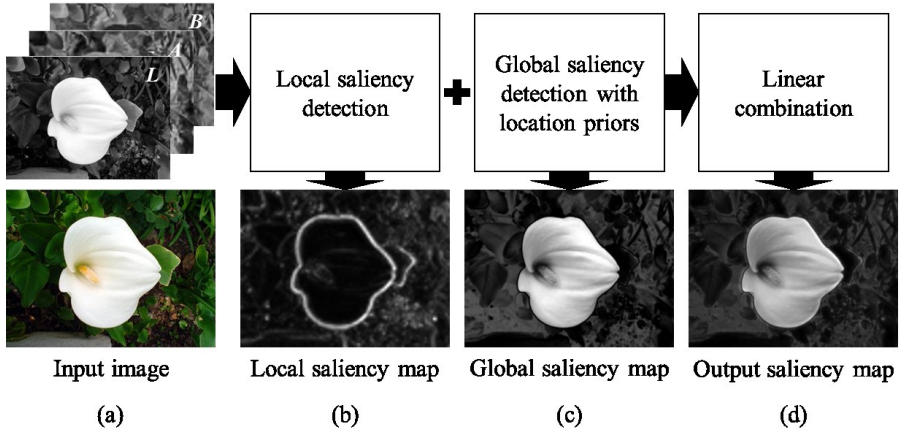 B
A
L
Local saliency
detection
+
Global saliency
detection with
location priors
Linear
combination
Input image
Local saliency map
Global saliency map
Output saliency map
(a)
(b)
(c)
(d)